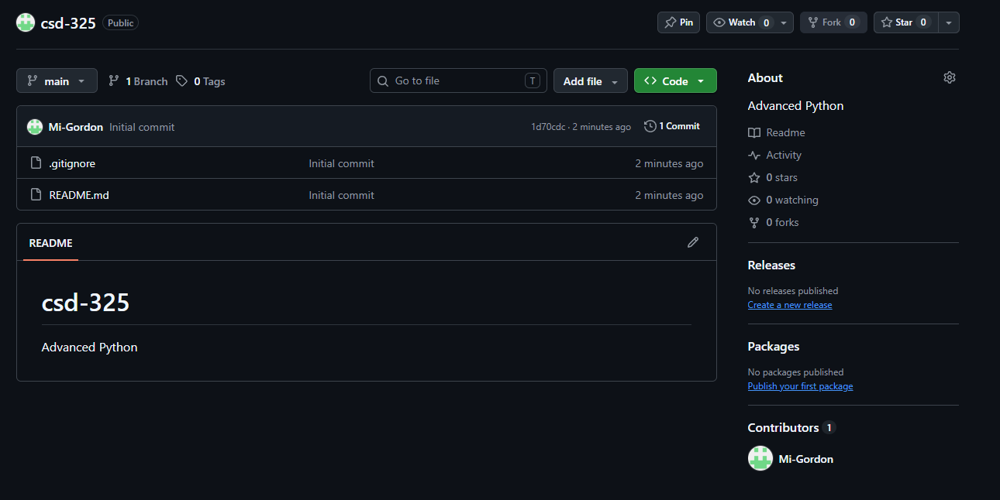 csd-325 Public Pin Watch 0 Fork 0 Star 0
main 1 Branch 0 Tags Go to file T Add file Code
Mi-Gordon Initial commit 1d70cdc · 2 minutes ago 1 Commit
.gitignore Initial commit 2 minutes ago
README.md Initial commit 2 minutes ago
README
csd-325
Advanced Python
About
Advanced Python
Readme
Activity
0 stars
0 watching
0 forks
Releases
No releases published
Create a new release
Packages
No packages published
Publish your first package
Contributors 1
Mi-Gordon